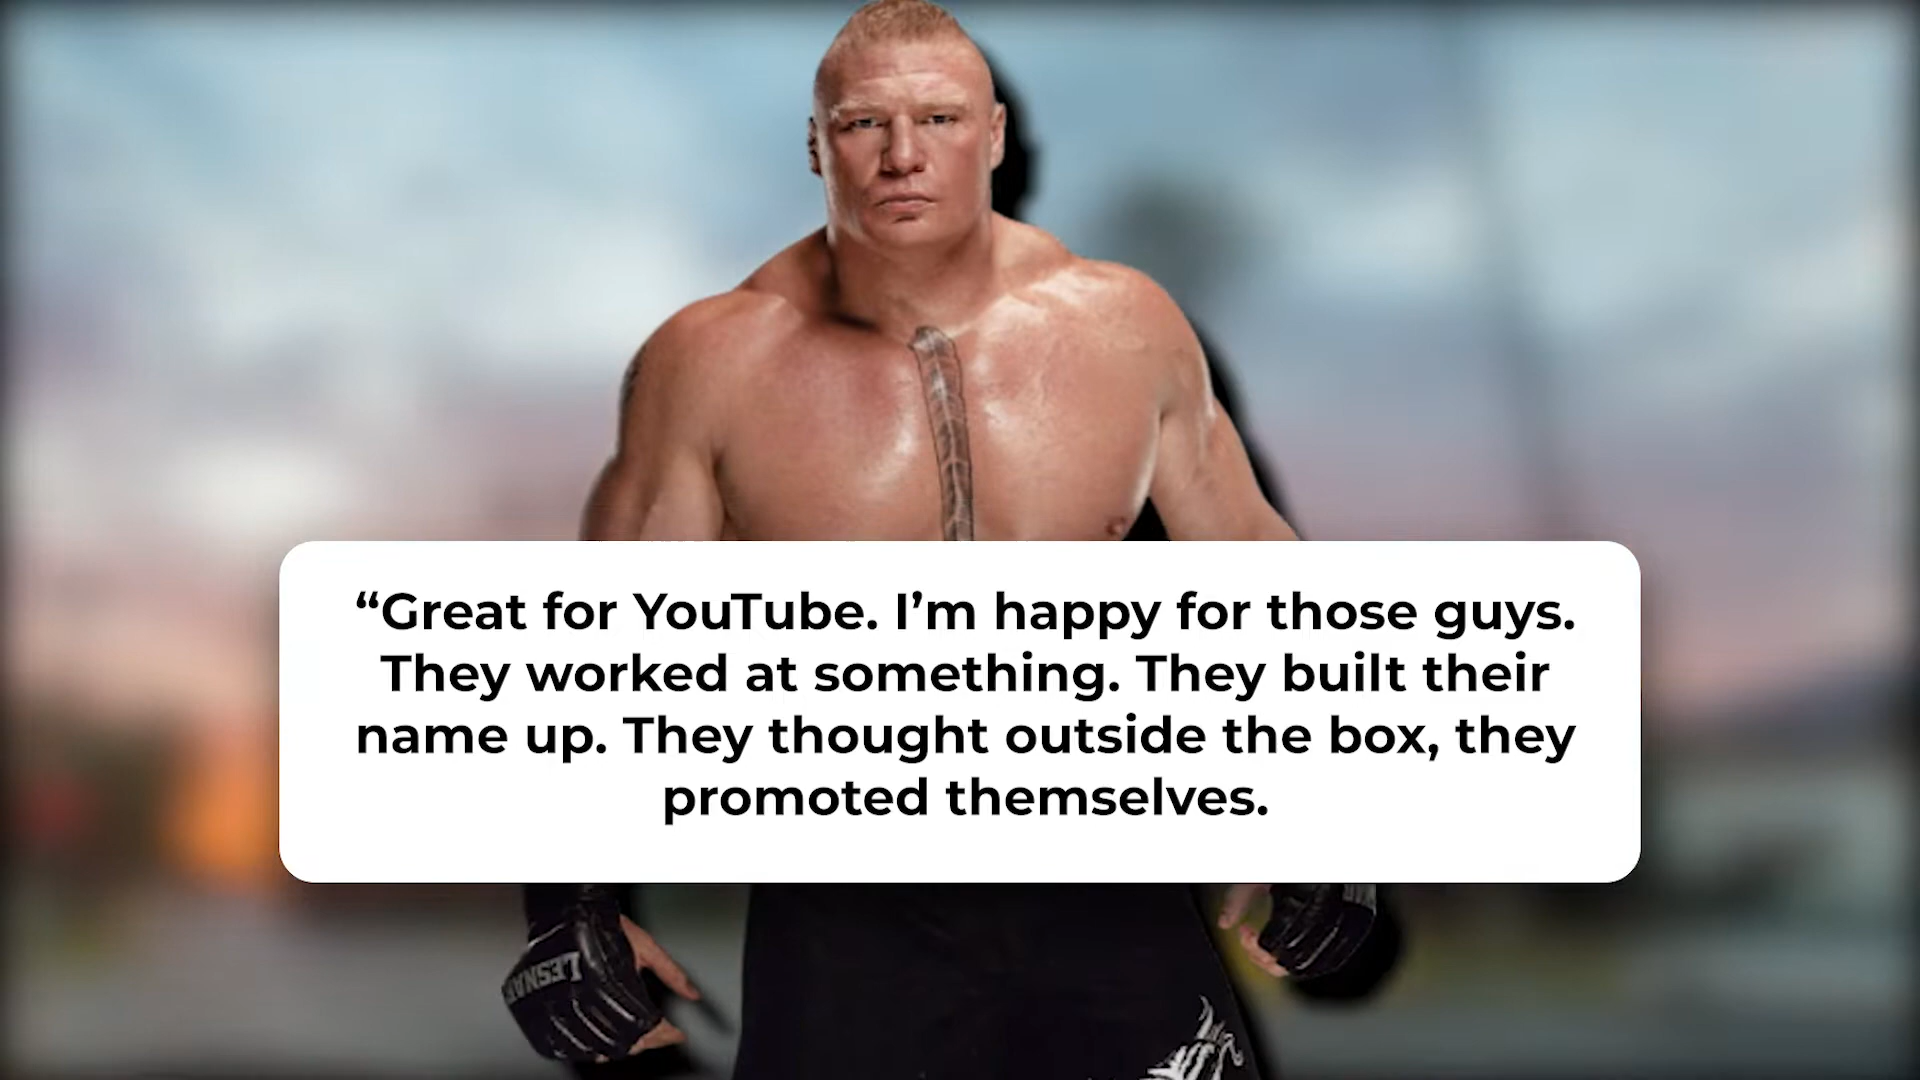 “Great for YouTube. I’m happy for those guys.
They worked at something. They built their
name up. They thought outside the box, they
promoted themselves.